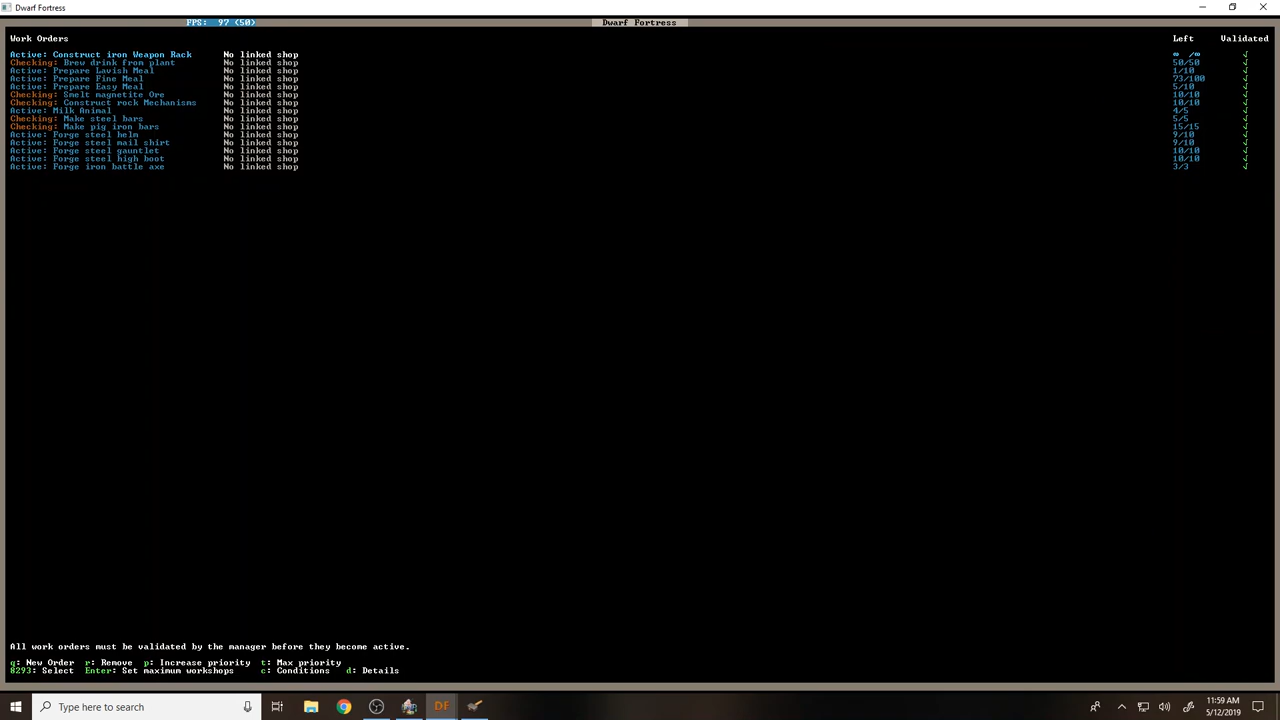 Dwarf Fortress
FPS: 97 (50) Dwarf Fortress
Work Orders Left Validated
Active: Construct iron Weapon Rack No linked shop ∞ /∞ √
Checking: Brew drink from plant No linked shop 50/50 √
Active: Prepare Lavish Meal No linked shop 1/10 √
Active: Prepare Fine Meal No linked shop 73/100 √
Active: Prepare Easy Meal No linked shop 5/10 √
Checking: Smelt magnetite Ore No linked shop 10/10 √
Checking: Construct rock Mechanisms No linked shop 10/10 √
Active: Milk Animal No linked shop 4/5 √
Checking: Make steel bars No linked shop 5/5 √
Checking: Make pig iron bars No linked shop 15/15 √
Active: Forge steel helm No linked shop 9/10 √
Active: Forge steel mail shirt No linked shop 9/10 √
Active: Forge steel gauntlet No linked shop 10/10 √
Active: Forge steel high boot No linked shop 10/10 √
Active: Forge iron battle axe No linked shop 3/3 √
All work orders must be validated by the manager before they become active.
q: New Order r: Remove p: Increase priority t: Max priority
8293: Select Enter: Set maximum workshops c: Conditions d: Details
Type here to search
DF
11:59 AM
5/12/2019